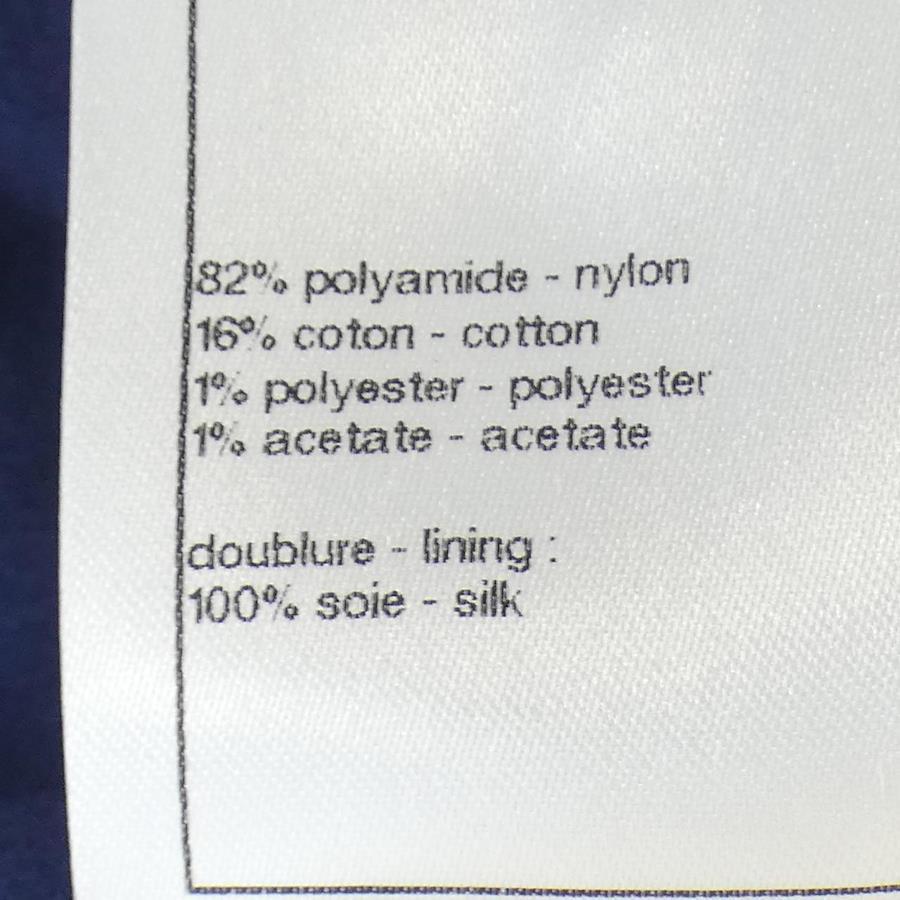 82% polyamide - nylon
16% coton - cotton
1% polyester - polyester
1% acetate - acetate
doublure - lining :
100% soie - silk